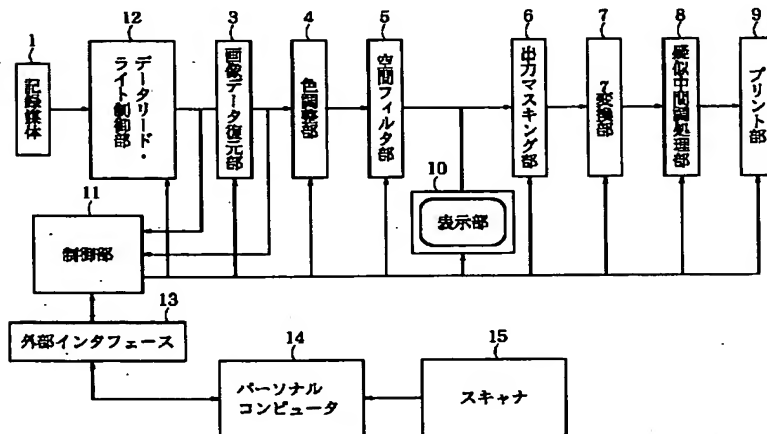 1
記録媒体
12
データリード・
ライト制御部
3
画像データ復元部
4
色調整部
5
空間フィルタ部
6
出力マスキング部
7
γ変換部
8
疑似中間調処理部
9
プリント部
10
表示部
11
制御部
13
外部インタフェース
14
パーソナル
コンピュータ
15
スキャナ